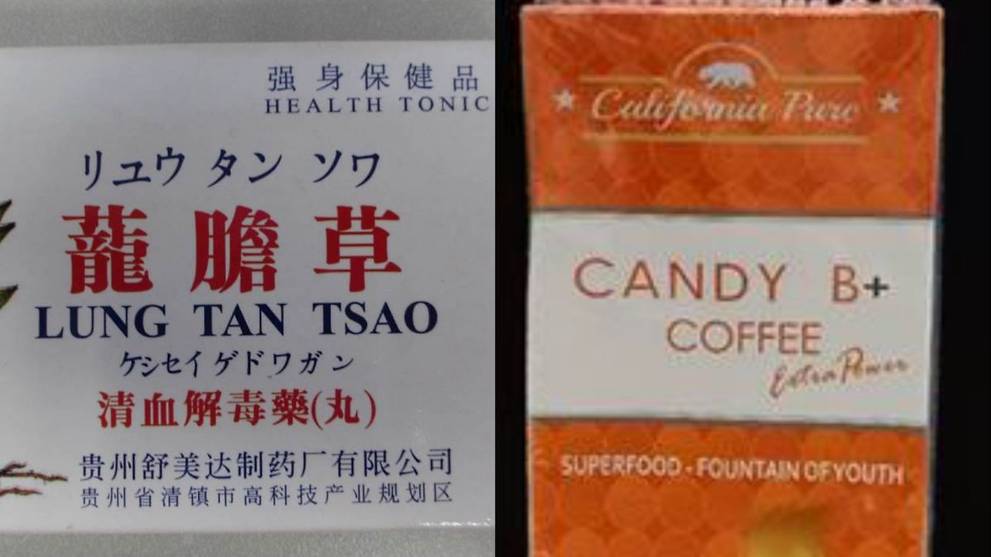 强身保健品
HEALTH TONIC
リュウ タン ソワ
龍膽草
LUNG TAN TSAO
ケシセイゲドワガン
清血解毒藥(丸)
贵州舒美达制药厂有限公司
贵州省清镇市高科技产业规划区
California Pure
CANDY B+
COFFEE
Extra Power
SUPERFOOD - FOUNTAIN OF YOUTH